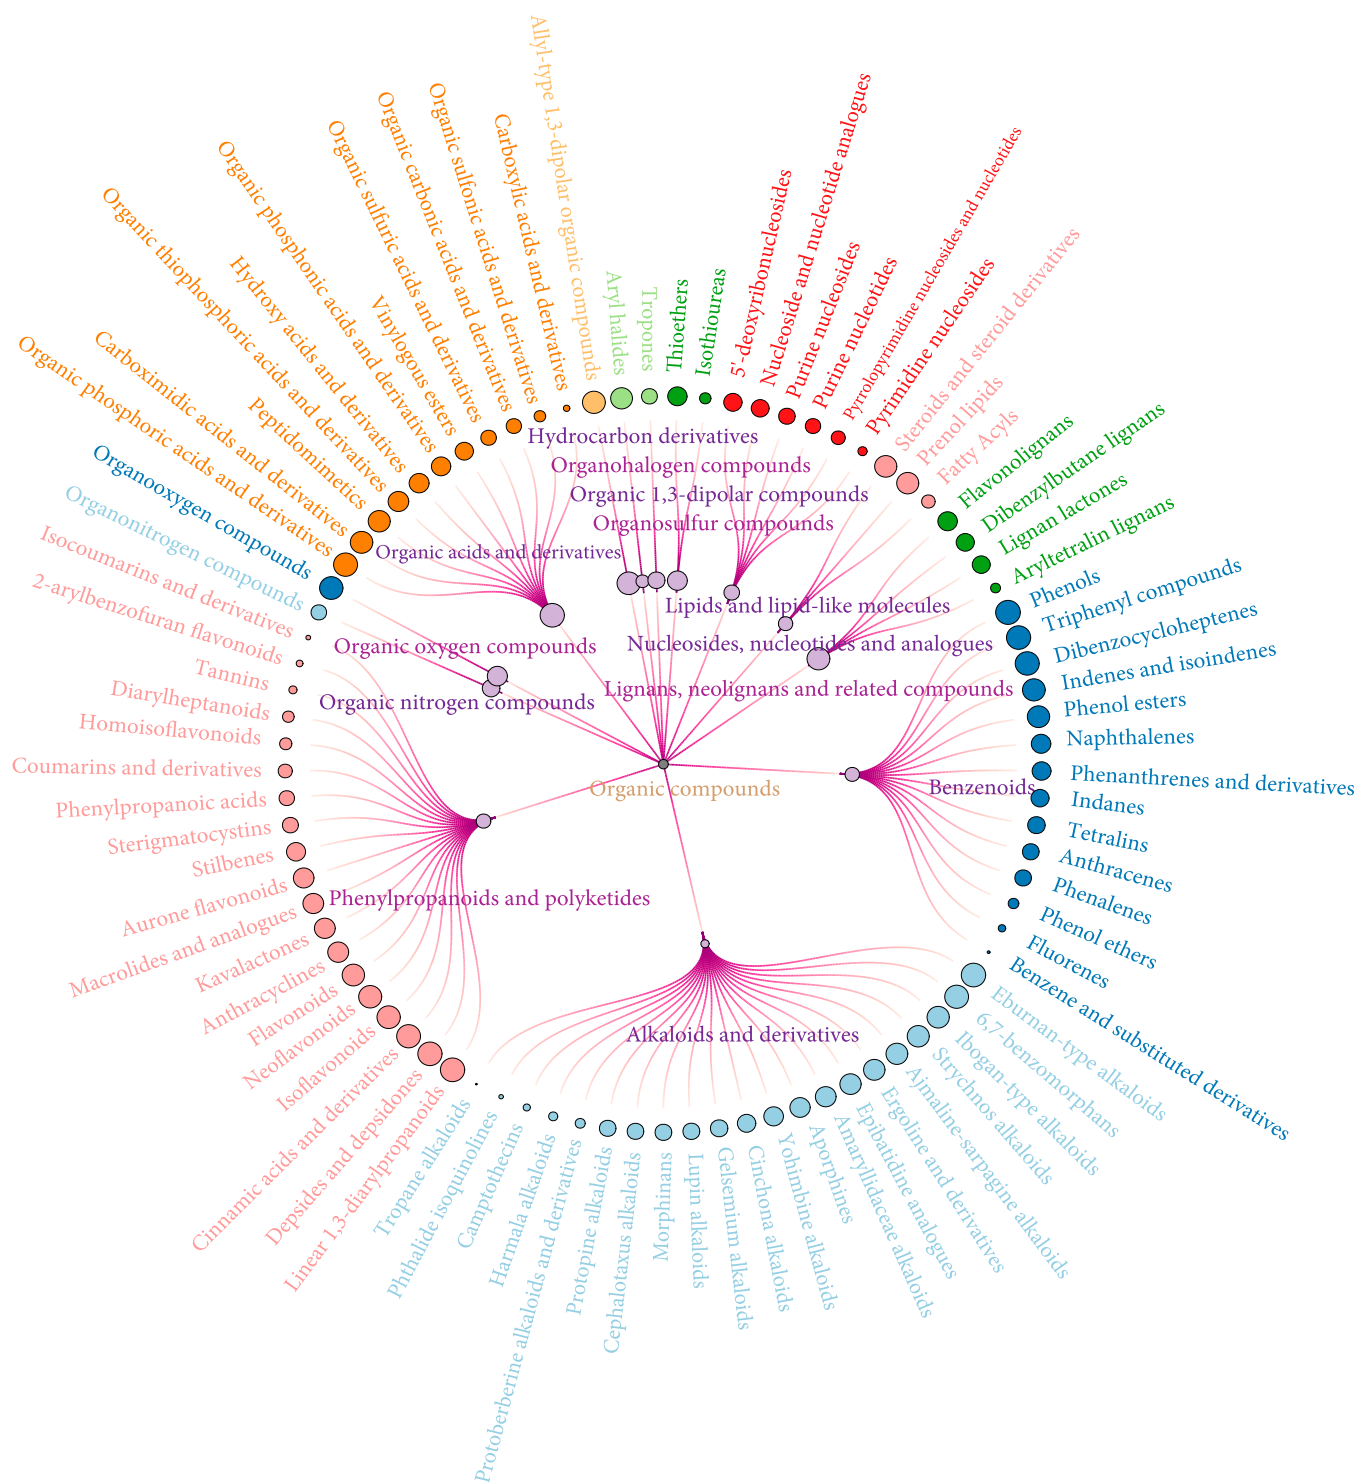 Allyl-type 1,3-dipolar organic compounds
Aryl halides
Tropones
Thioethers
Isothioureas
5'-deoxyribonucleosides
Nucleoside and nucleotide analogues
Purine nucleosides
Purine nucleotides
Pyrrolopyrimidine nucleosides and nucleotides
Pyrimidine nucleosides
Steroids and steroid derivatives
Prenol lipids
Fatty Acyls
Flavonolignans
Dibenzylbutane lignans
Lignan lactones
Aryltetralin lignans
Phenols
Triphenyl compounds
Dibenzocycloheptenes
Indenes and isoindenes
Phenol esters
Naphthalenes
Phenanthrenes and derivatives
Indanes
Tetralins
Anthracenes
Phenalenes
Phenol ethers
Fluorenes
Benzene and substituted derivatives
Eburnan-type alkaloids
6,7-benzomorphans
Ibogan-type alkaloids
Strychnos alkaloids
Ajmaline-sarpagine alkaloids
Ergoline and derivatives
Epibatidine analogues
Amaryllidaceae alkaloids
Aporphines
Yohimbine alkaloids
Cinchona alkaloids
Gelsemium alkaloids
Lupin alkaloids
Morphinans
Cephalotaxus alkaloids
Protopine alkaloids
Protoberberine alkaloids and derivatives
Harmala alkaloids
Camptothecins
Phthalide isoquinolines
Tropane alkaloids
Linear 1,3-diarylpropanoids
Depsides and depsidones
Cinnamic acids and derivatives
Isoflavonoids
Neoflavonoids
Flavonoids
Anthracyclines
Kavalactones
Macrolides and analogues
Aurone flavonoids
Stilbenes
Sterigmatocystins
Phenylpropanoic acids
Coumarins and derivatives
Homoisoflavonoids
Diarylheptanoids
Tannins
2-arylbenzofuran flavonoids
Isocoumarins and derivatives
Organonitrogen compounds
Organooxygen compounds
Organic phosphoric acids and derivatives
Carboximidic acids and derivatives
Peptidomimetics
Organic thiophosphoric acids and derivatives
Hydroxy acids and derivatives
Organic phosphonic acids and derivatives
Vinylogous esters
Organic sulfuric acids and derivatives
Organic carbonic acids and derivatives
Organic sulfonic acids and derivatives
Carboxylic acids and derivatives
Hydrocarbon derivatives
Organohalogen compounds
Organic 1,3-dipolar compounds
Organosulfur compounds
Organic acids and derivatives
Lipids and lipid-like molecules
Nucleosides, nucleotides and analogues
Organic oxygen compounds
Lignans, neolignans and related compounds
Organic nitrogen compounds
Organic compounds
Benzenoids
Phenylpropanoids and polyketides
Alkaloids and derivatives